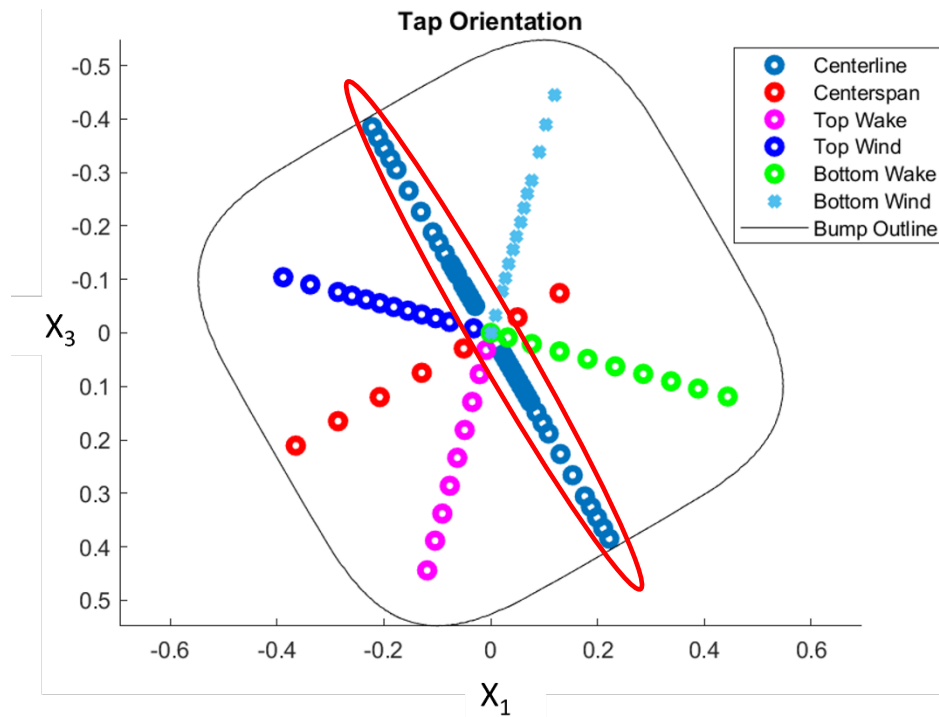 Tap Orientation
-0.5
-0.4
-0.3
-0.2
-0.1
0
0.1
0.2
0.3
0.4
0.5
X3
-0.6
-0.4
-0.2
0
0.2
0.4
0.6
X1
Centerline
Centerspan
Top Wake
Top Wind
Bottom Wake
Bottom Wind
Bump Outline